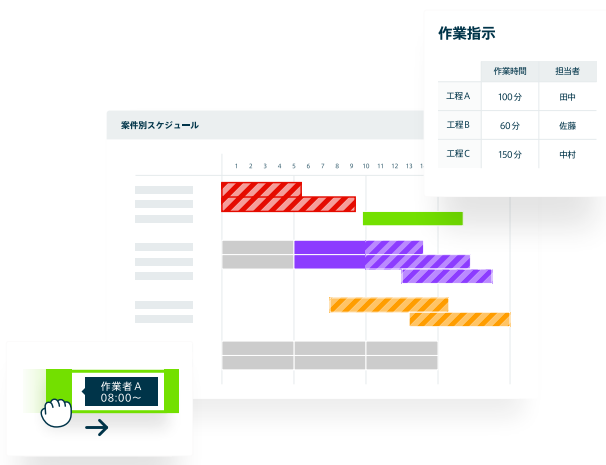 作業指示
作業時間 担当者
工程A 100分 田中
工程B 60分 佐藤
工程C 150分 中村
案件別スケジュール
1 2 3 4 5 6 7 8 9 10 11 12 13
作業者A
08:00〜